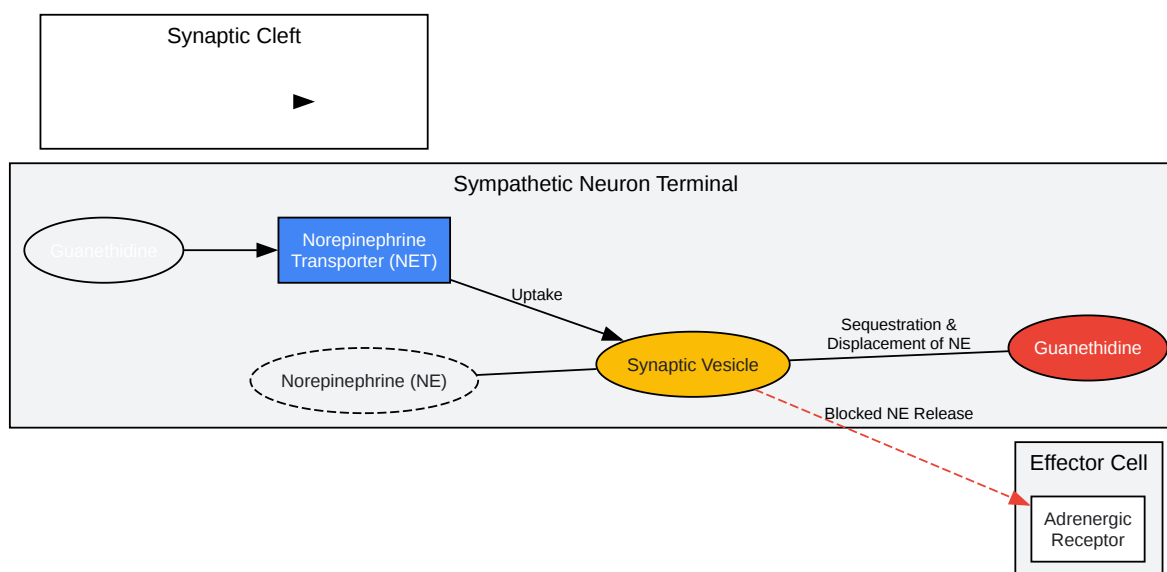 Synaptic Cleft
Sympathetic Neuron Terminal
Guanethidine
Norepinephrine
Transporter (NET)
Uptake
Norepinephrine (NE)
Synaptic Vesicle
Sequestration &
Displacement of NE
Guanethidine
Blocked NE Release
Effector Cell
Adrenergic
Receptor